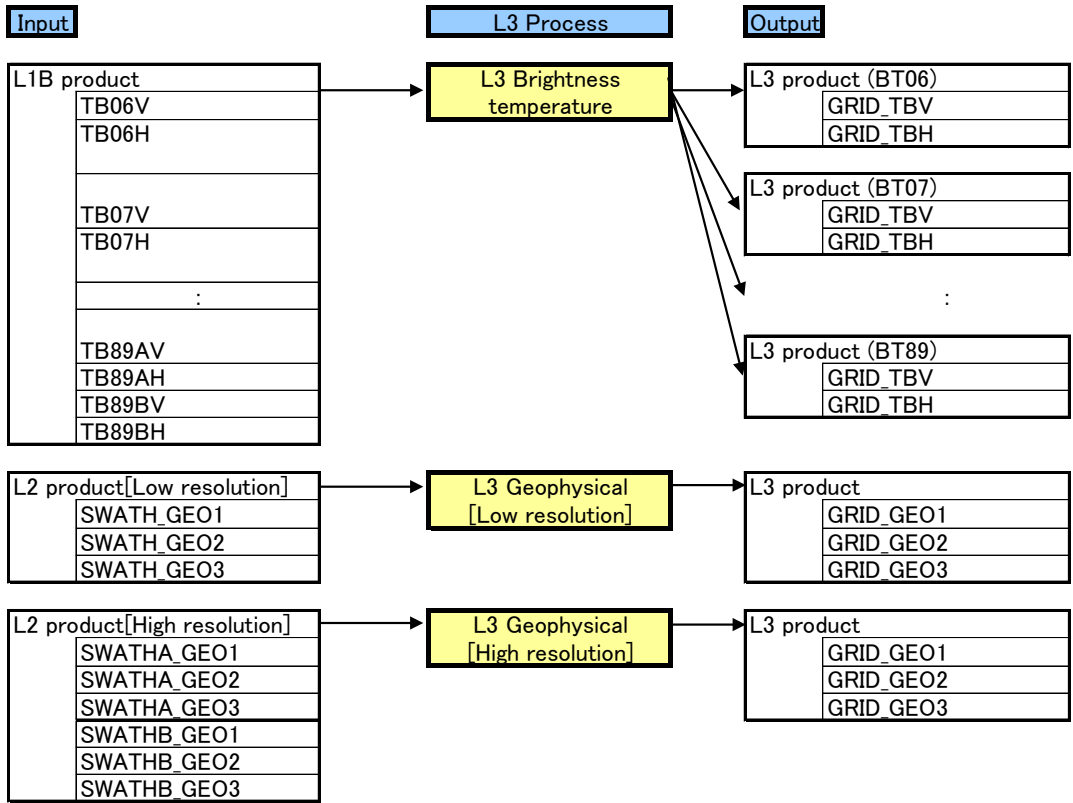 Input
L3 Process
Output
L1B product
TB06V
TB06H
TB07V
TB07H
:
TB89AV
TB89AH
TB89BV
TB89BH
L3 Brightness
temperature
L3 product (BT06)
GRID_TBV
GRID_TBH
L3 product (BT07)
GRID_TBV
GRID_TBH
:
L3 product (BT89)
GRID_TBV
GRID_TBH
L2 product[Low resolution]
SWATH_GEO1
SWATH_GEO2
SWATH_GEO3
L3 Geophysical
[Low resolution]
L3 product
GRID_GEO1
GRID_GEO2
GRID_GEO3
L2 product[High resolution]
SWATHA_GEO1
SWATHA_GEO2
SWATHA_GEO3
SWATHB_GEO1
SWATHB_GEO2
SWATHB_GEO3
L3 Geophysical
[High resolution]
L3 product
GRID_GEO1
GRID_GEO2
GRID_GEO3